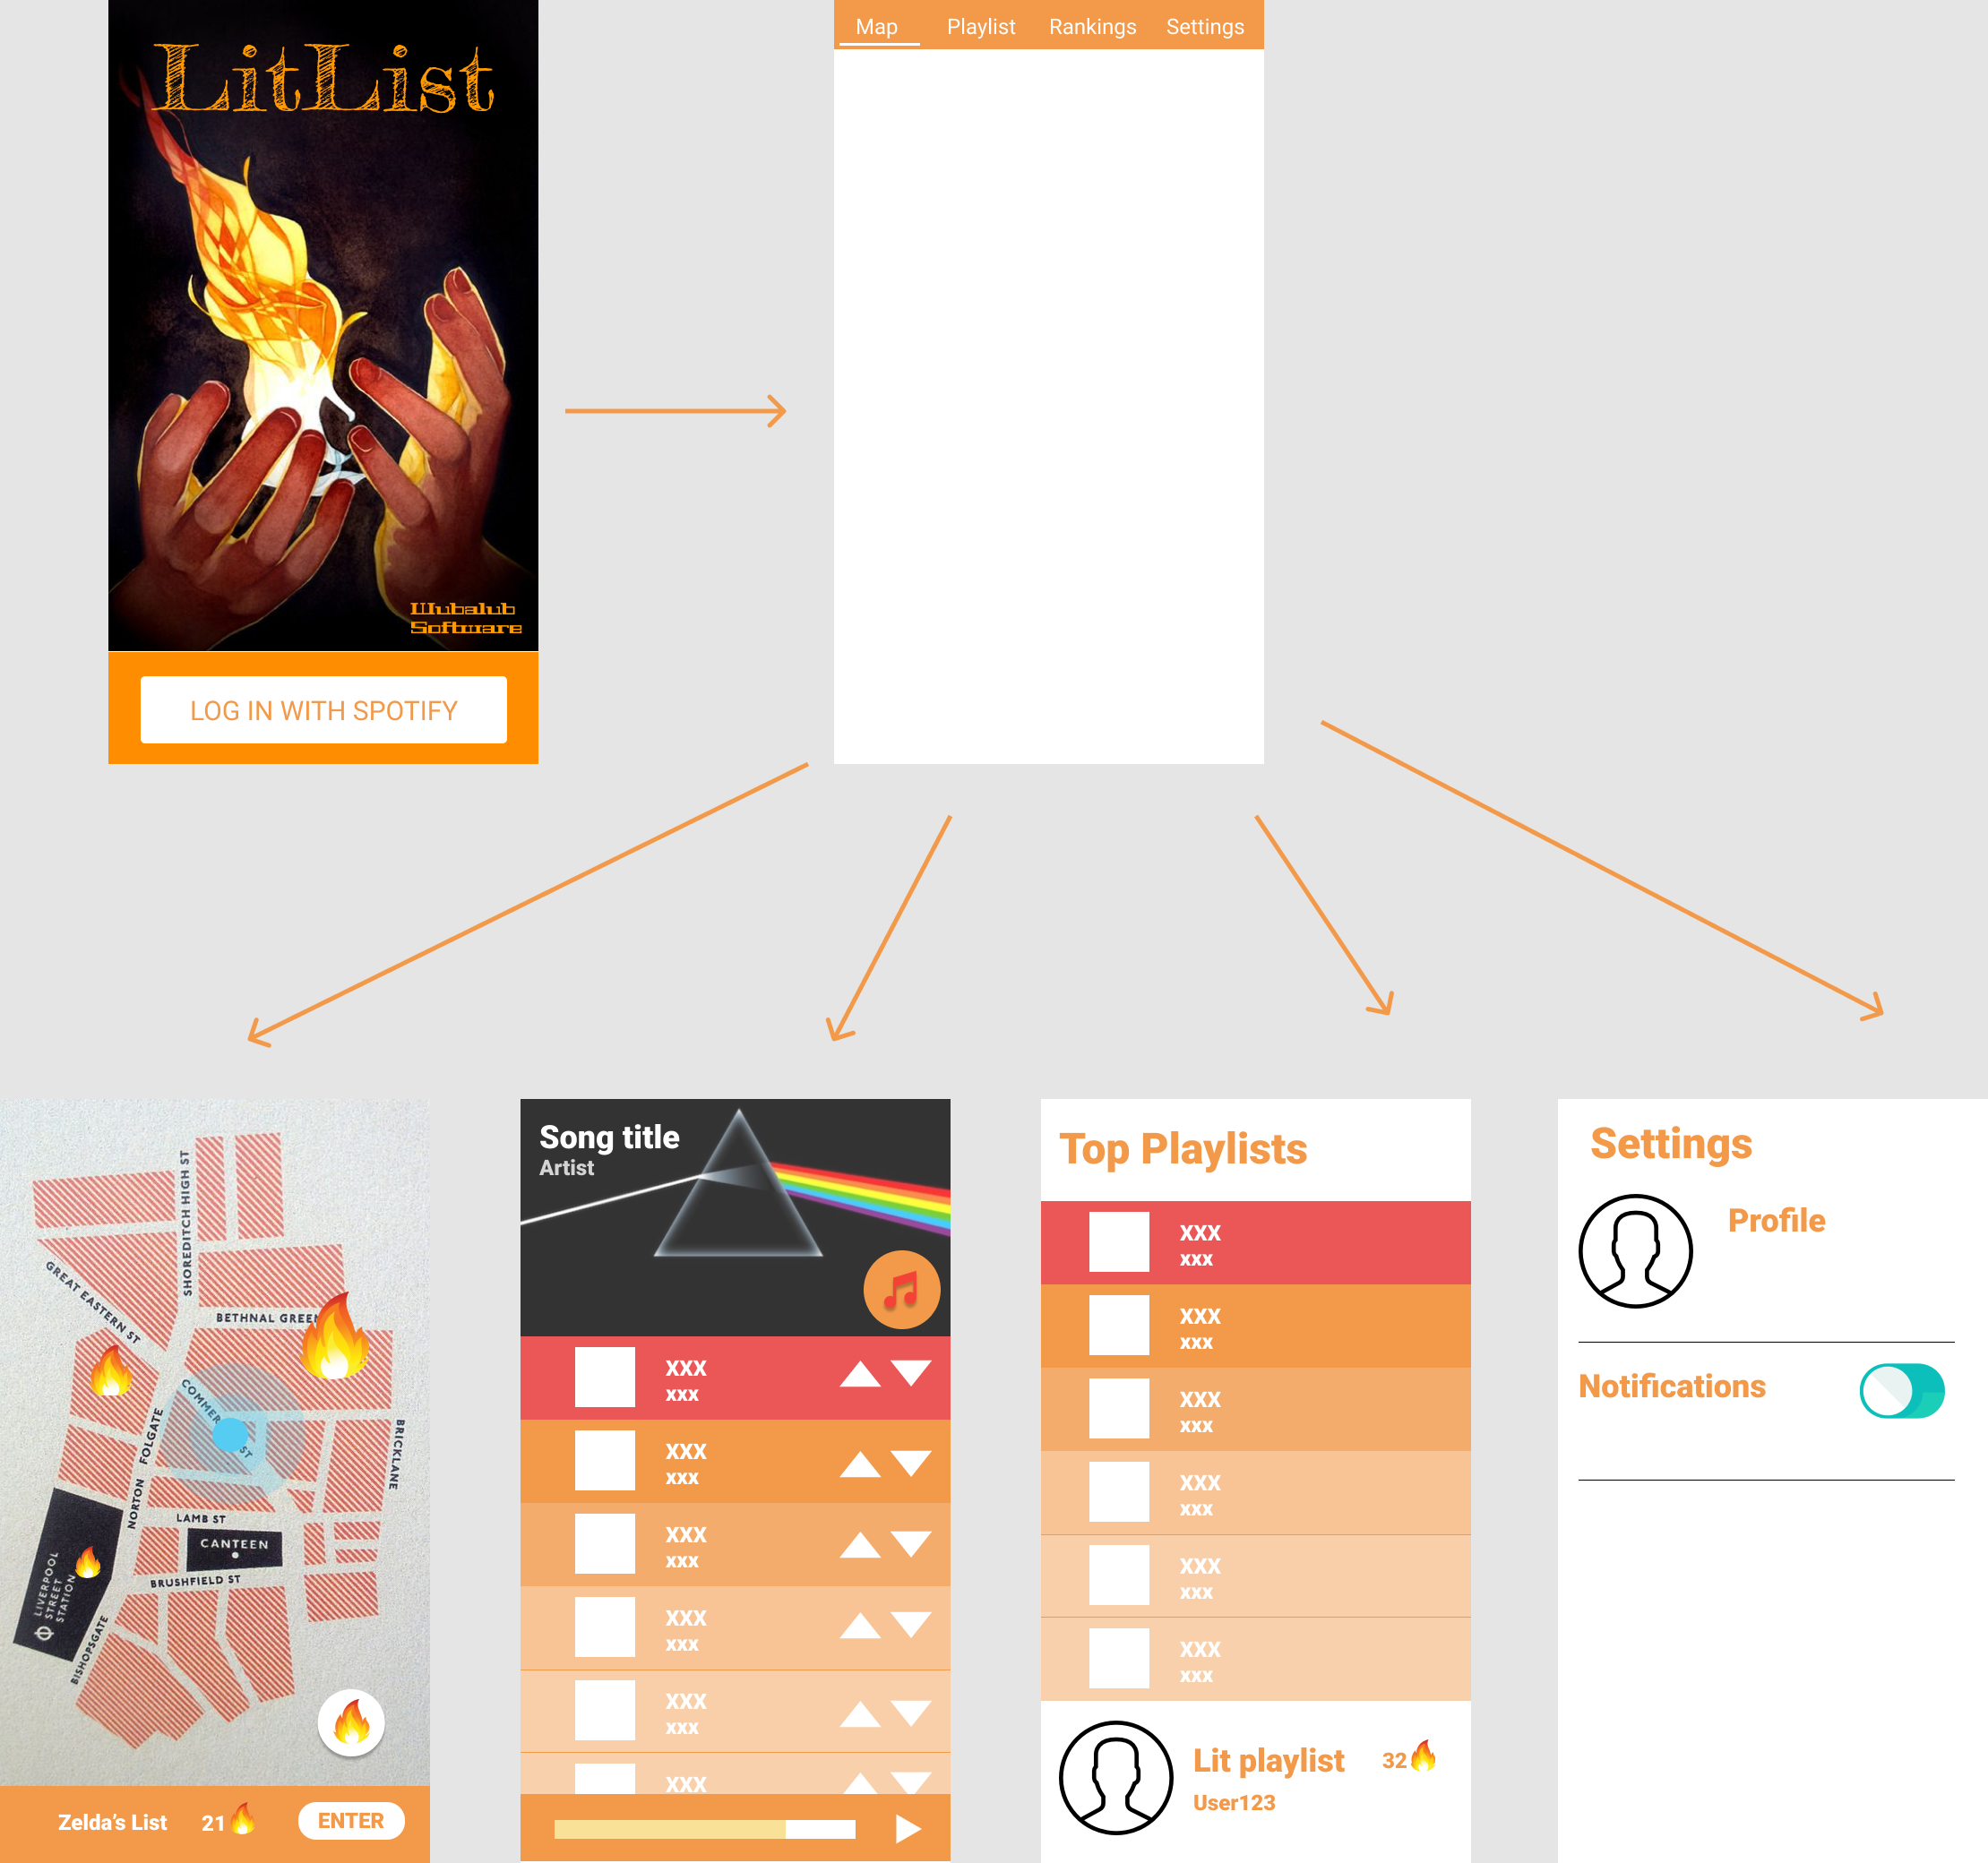 LitList
Wubalub
Software
LOG IN WITH SPOTIFY
Map Playlist Rankings Settings
SHOREDITCH HIGH ST
GREAT EASTERN ST
BETHNAL GREEN
COMMER ST
FOLGATE
NORTON
BRICKLANE
LAMB ST
CANTEEN
LIVERPOOL
STREET
STATION
BRUSHFIELD ST
BISHOPSGATE
Zelda's List 21 ENTER
Song title
Artist
XXX
xxx
XXX
xxx
XXX
xxx
XXX
xxx
XXX
xxx
XXX
Top Playlists
XXX
xxx
XXX
xxx
XXX
xxx
XXX
xxx
XXX
xxx
XXX
xxx
Lit playlist 32
User123
Settings
Profile
Notifications